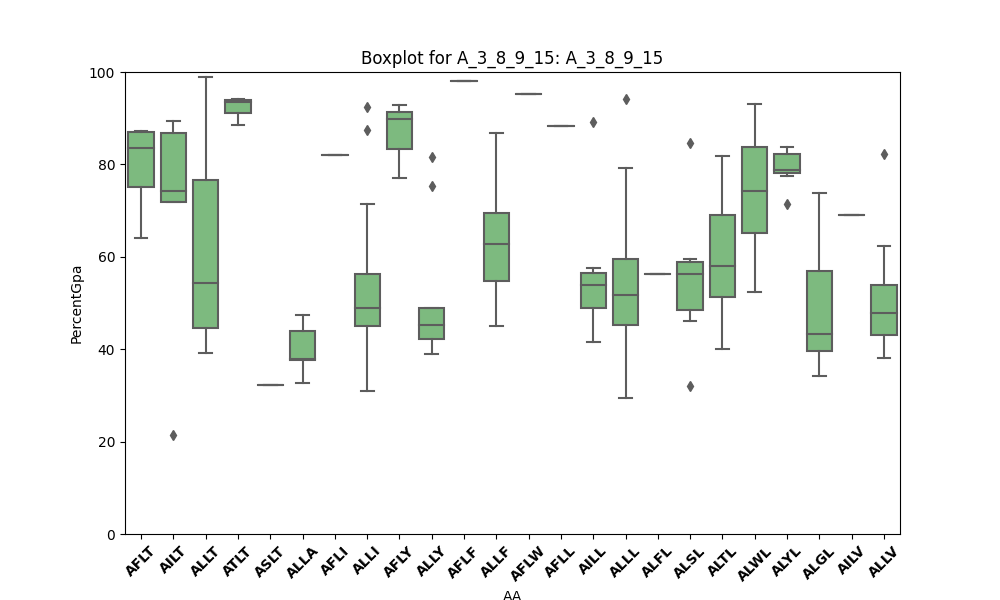 Boxplot for A_3_8_9_15: A_3_8_9_15
100
80
60
40
20
0
PercentGpa
AFLT AILT ALLT ATLT ASLT ALLA AFLI ALLI AFLY ALLY AFLF ALLF AFLW AFLL AILL ALLL ALFL ALSL ALTL ALWL ALYL ALGL AILV ALLV
AA